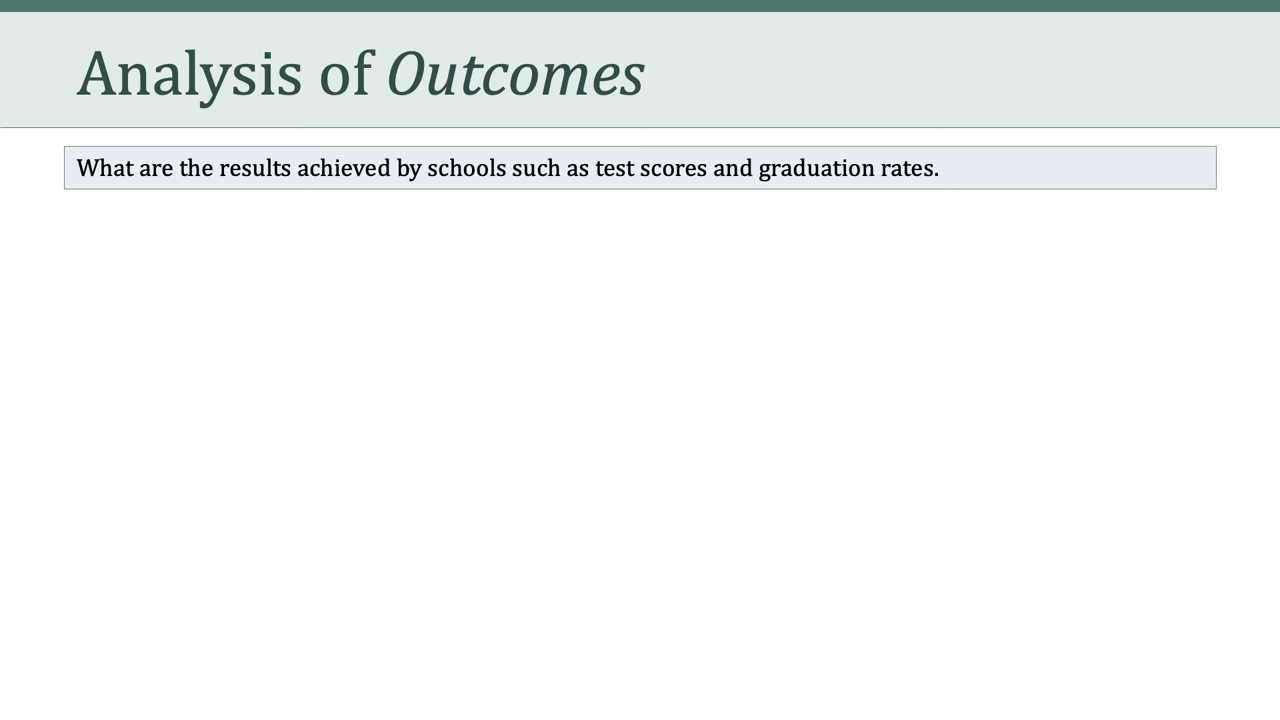 Analysis of Outcomes
What are the results achieved by schools such as test scores and graduation rates.